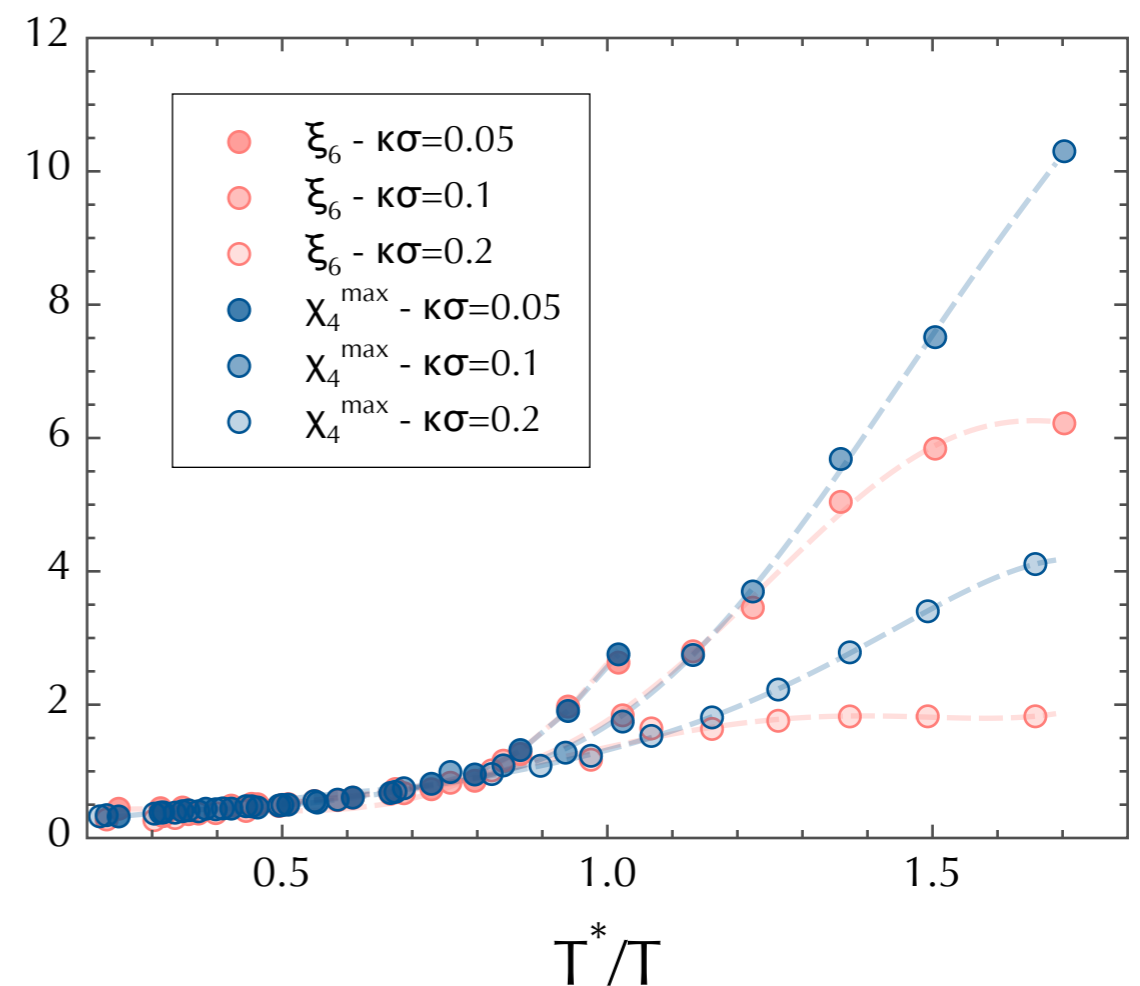 12
10
8
6
4
2
0
ξ₆ - κσ=0.05
ξ₆ - κσ=0.1
ξ₆ - κσ=0.2
χ₄ᵐᵃˣ - κσ=0.05
χ₄ᵐᵃˣ - κσ=0.1
χ₄ᵐᵃˣ - κσ=0.2
0.5 1.0 1.5
T*/T